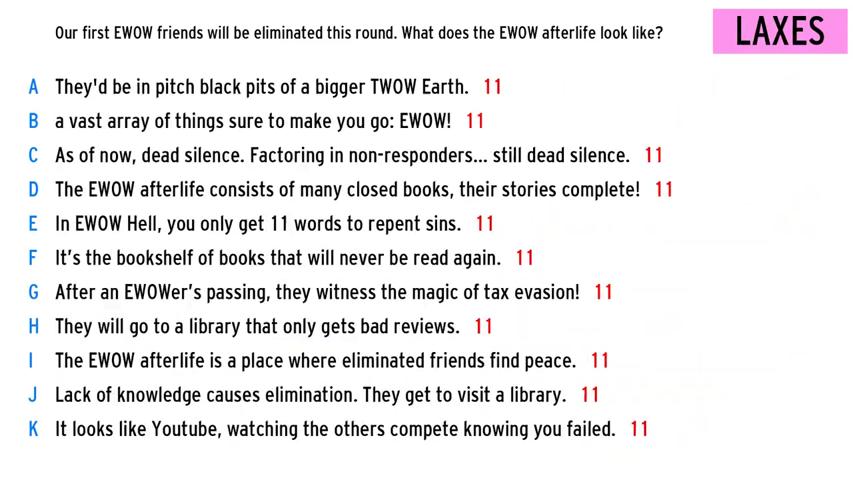 Our first EWOW friends will be eliminated this round. What does the EWOW afterlife look like?
LAXES
A They'd be in pitch black pits of a bigger TWOW Earth. 11
B a vast array of things sure to make you go: EWOW! 11
C As of now, dead silence. Factoring in non-responders... still dead silence. 11
D The EWOW afterlife consists of many closed books, their stories complete! 11
E In EWOW Hell, you only get 11 words to repent sins. 11
F It’s the bookshelf of books that will never be read again. 11
G After an EWOWer’s passing, they witness the magic of tax evasion! 11
H They will go to a library that only gets bad reviews. 11
I The EWOW afterlife is a place where eliminated friends find peace. 11
J Lack of knowledge causes elimination. They get to visit a library. 11
K It looks like Youtube, watching the others compete knowing you failed. 11